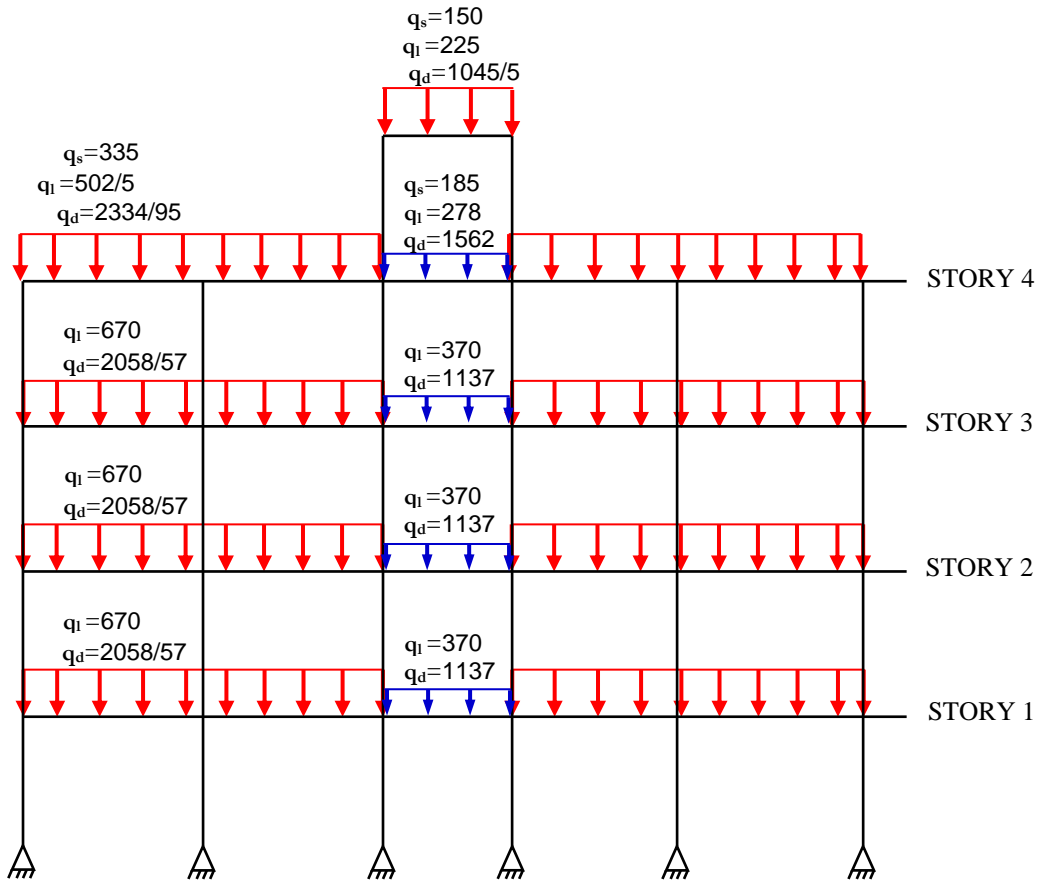 qs=150
ql=225
qd=1045/5
qs=335
ql=502/5
qd=2334/95
qs=185
ql=278
qd=1562
STORY 4
ql=670
qd=2058/57
ql=370
qd=1137
STORY 3
ql=670
qd=2058/57
ql=370
qd=1137
STORY 2
ql=670
qd=2058/57
ql=370
qd=1137
STORY 1